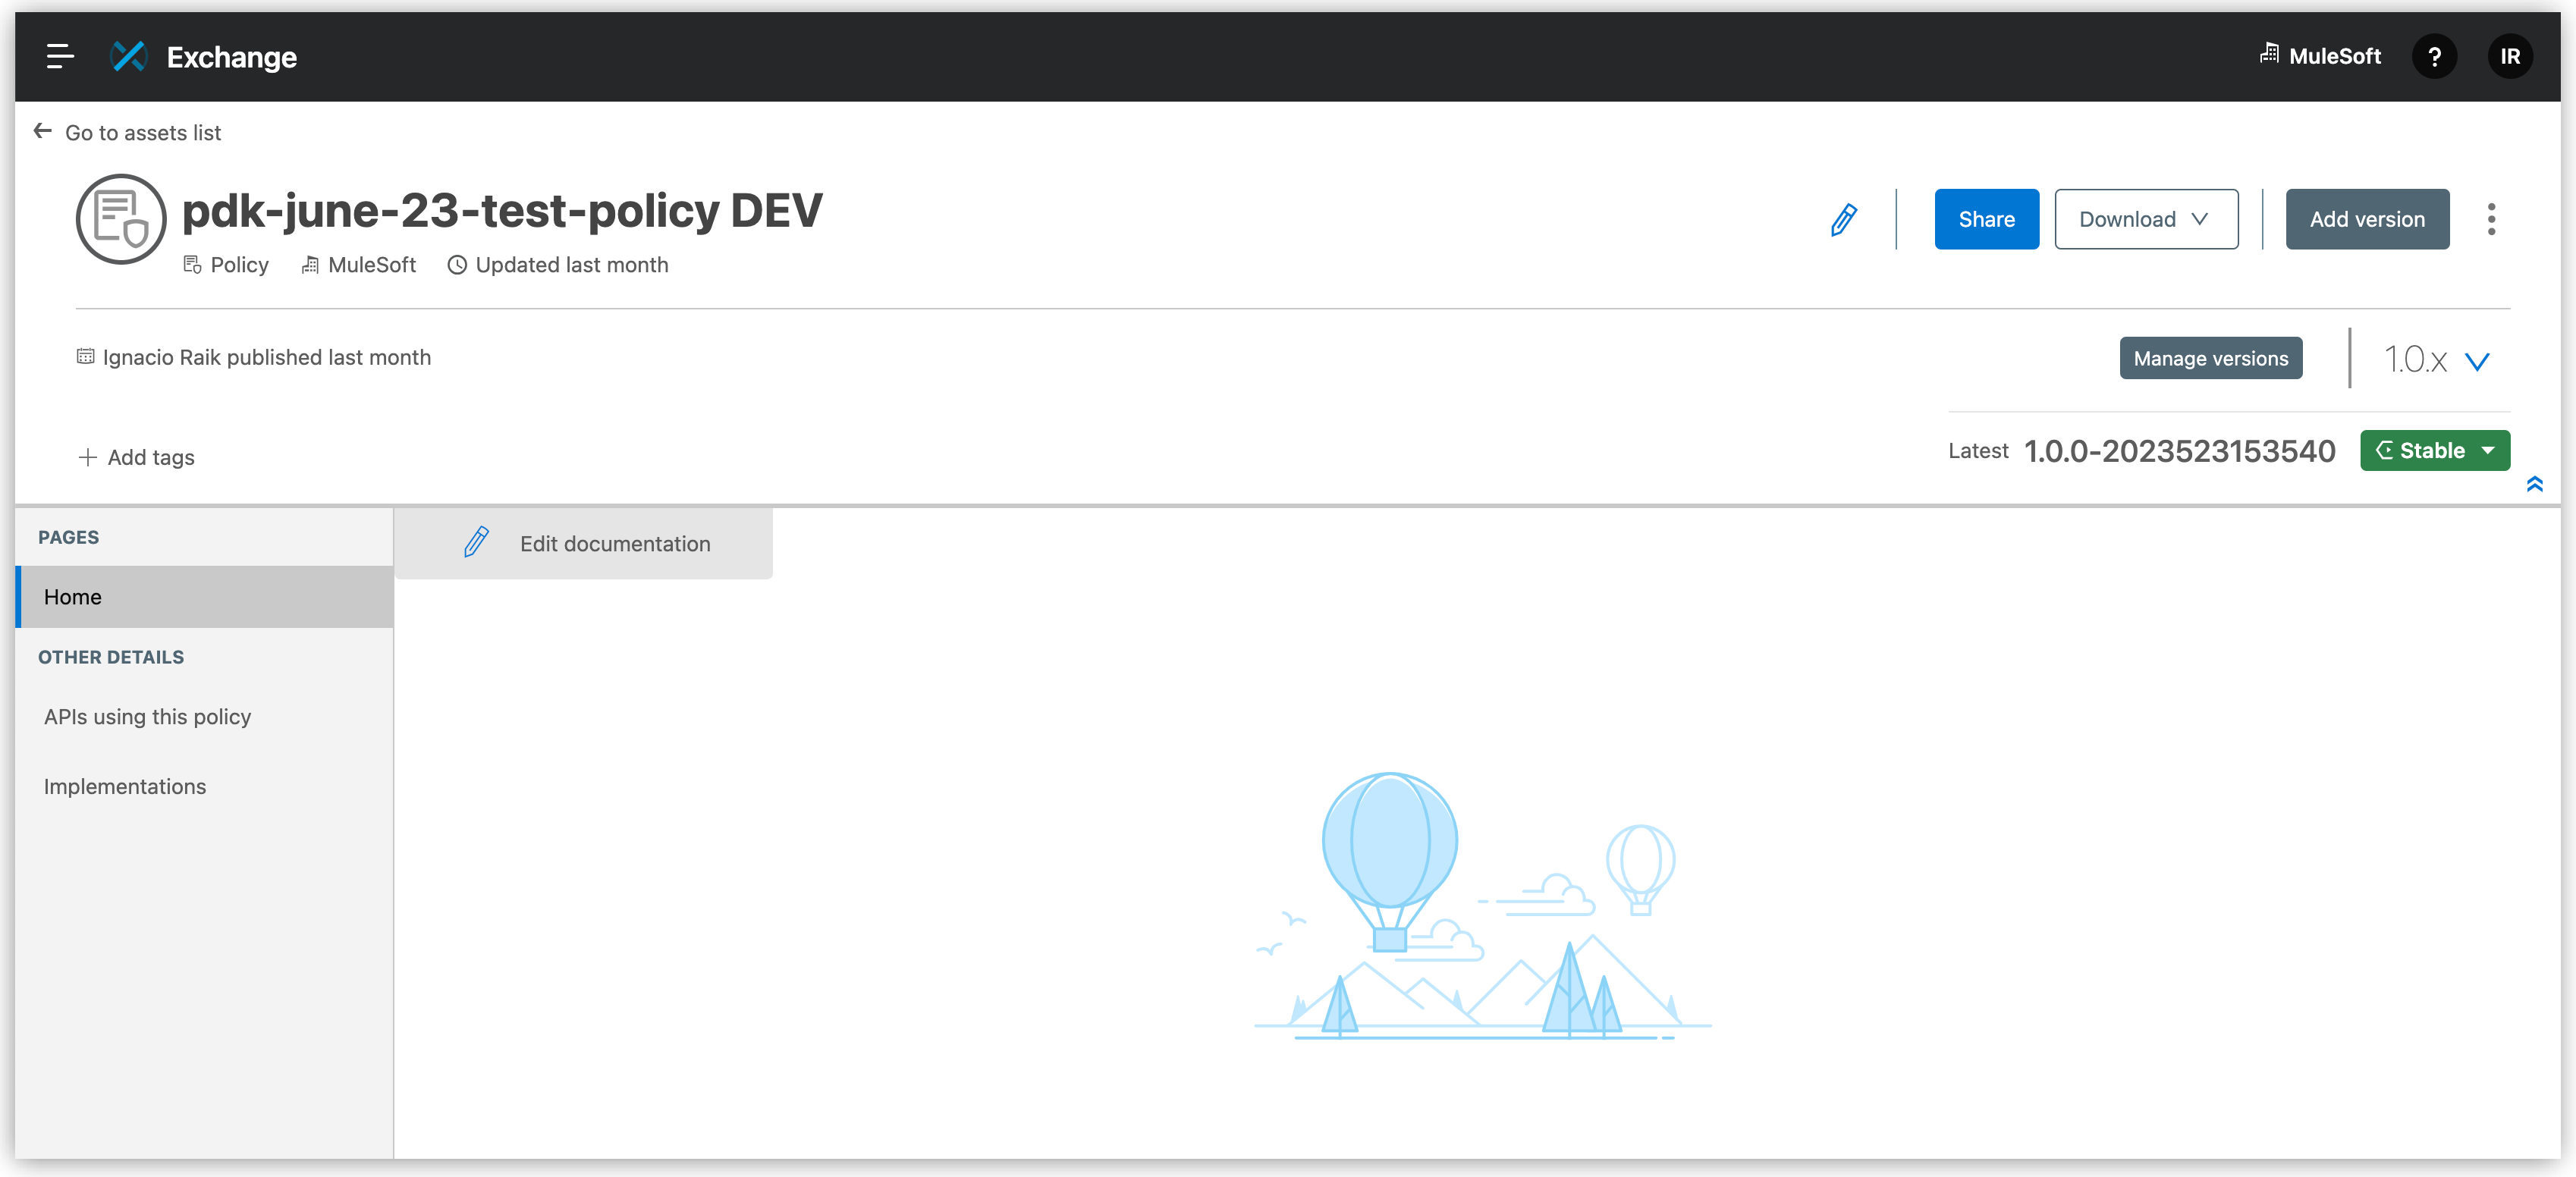 Exchange
MuleSoft
?
IR
Go to assets list
pdk-june-23-test-policy DEV
Share
Download
Add version
Policy
MuleSoft
Updated last month
Ignacio Raik published last month
Manage versions
1.0.x
Add tags
Latest 1.0.0-2023523153540
Stable
PAGES
Edit documentation
Home
OTHER DETAILS
APIs using this policy
Implementations